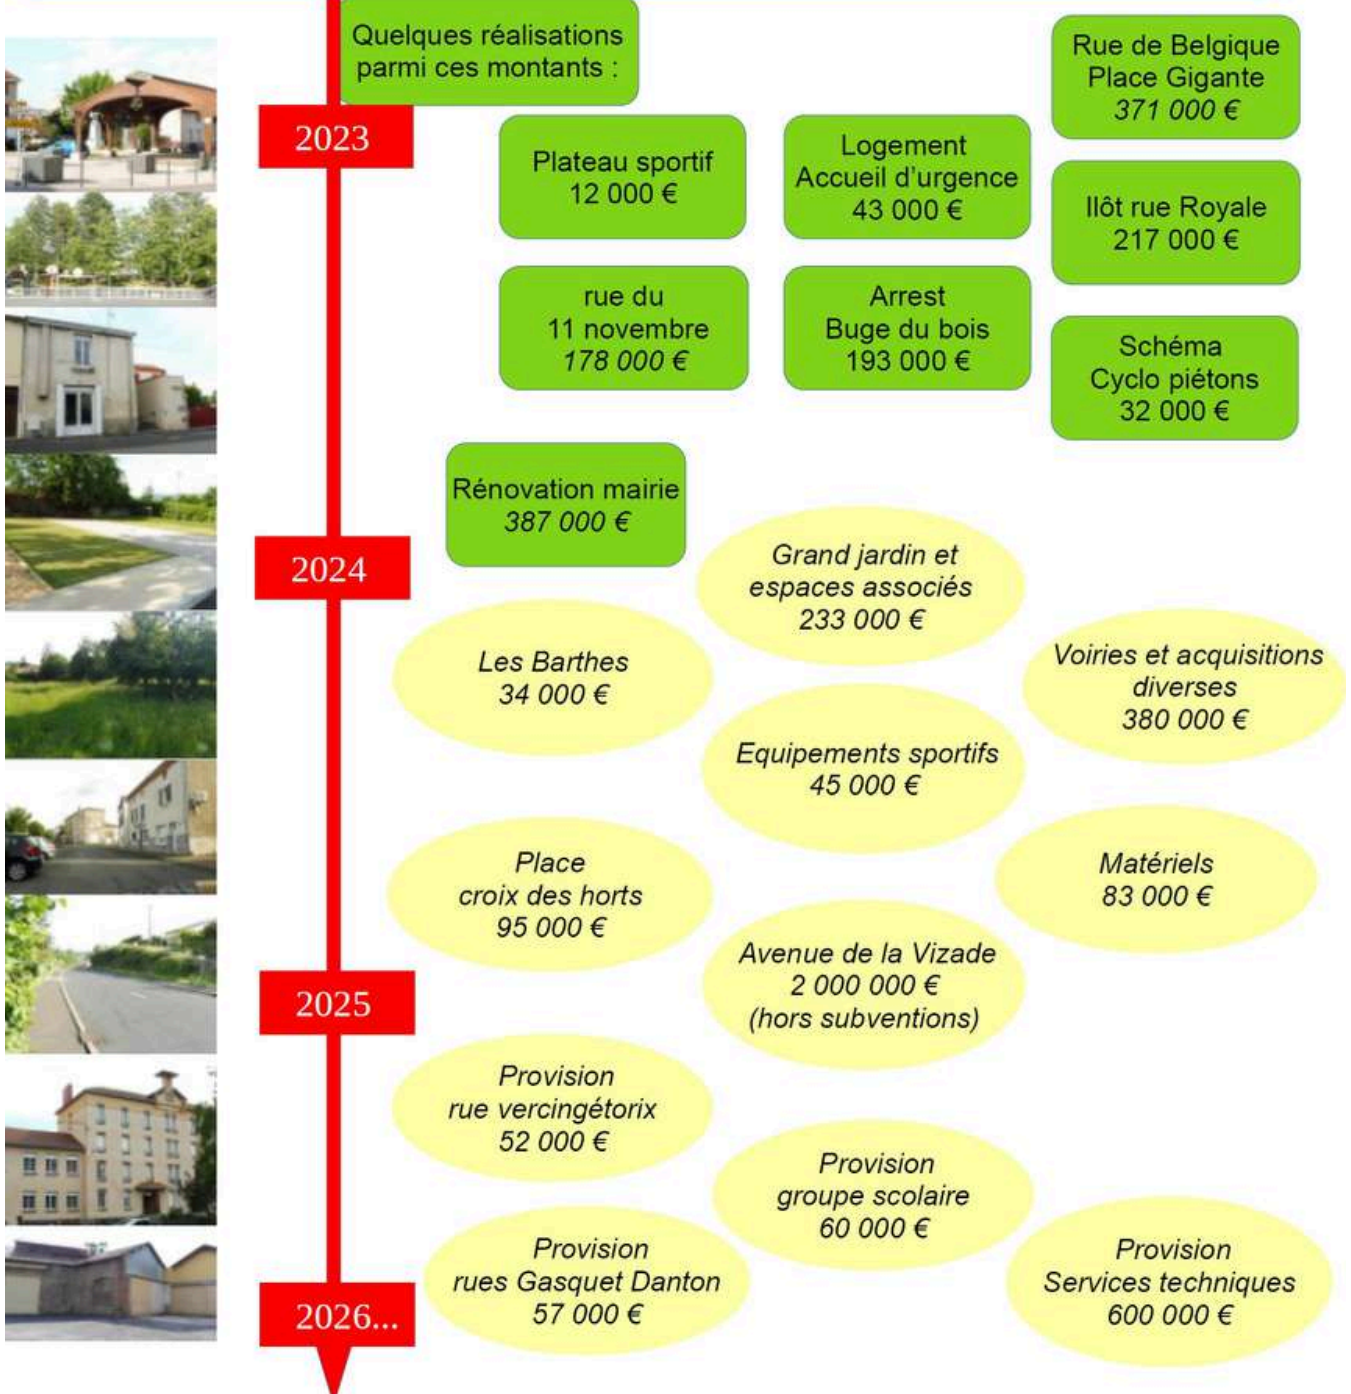 Quelques réalisations
parmi ces montants :
2023
Rue de Belgique
Place Gigante
371 000 €
Plateau sportif
12 000 €
Logement
Accueil d'urgence
43 000 €
Ilôt rue Royale
217 000 €
rue du
11 novembre
178 000 €
Arrest
Buge du bois
193 000 €
Schéma
Cyclo piétons
32 000 €
Rénovation mairie
387 000 €
2024
Grand jardin et
espaces associés
233 000 €
Les Barthes
34 000 €
Voiries et acquisitions
diverses
380 000 €
Equipements sportifs
45 000 €
Place
croix des horts
95 000 €
Matériels
83 000 €
Avenue de la Vizade
2 000 000 €
(hors subventions)
2025
Provision
rue vercingétorix
52 000 €
Provision
groupe scolaire
60 000 €
Provision
rues Gasquet Danton
57 000 €
Provision
Services techniques
600 000 €
2026...